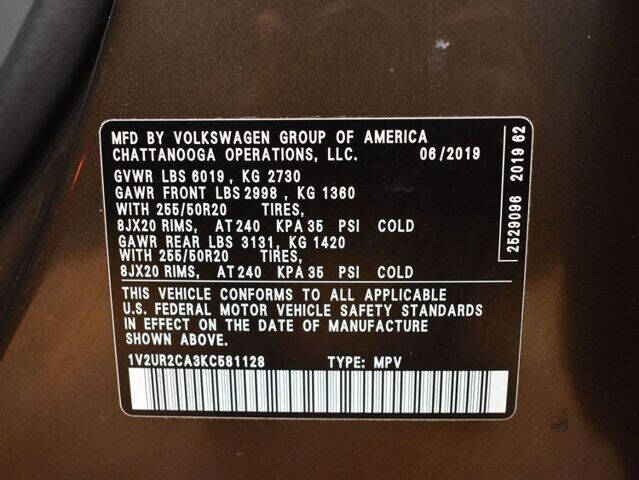 MFD BY VOLKSWAGEN GROUP OF AMERICA
CHATTANOOGA OPERATIONS, LLC. 06/2019
GVWR LBS 6019 , KG 2730
GAWR FRONT LBS 2998 , KG 1360
WITH 255/50R20 TIRES,
8JX20 RIMS, AT 240 KPA 35 PSI COLD
GAWR REAR LBS 3131, KG 1420
WITH 255/50R20 TIRES,
8JX20 RIMS, AT 240 KPA 35 PSI COLD
THIS VEHICLE CONFORMS TO ALL APPLICABLE
U.S. FEDERAL MOTOR VEHICLE SAFETY STANDARDS
IN EFFECT ON THE DATE OF MANUFACTURE
SHOWN ABOVE.
1V2UR2CA3KC581128 TYPE: MPV
2529096 2019 62